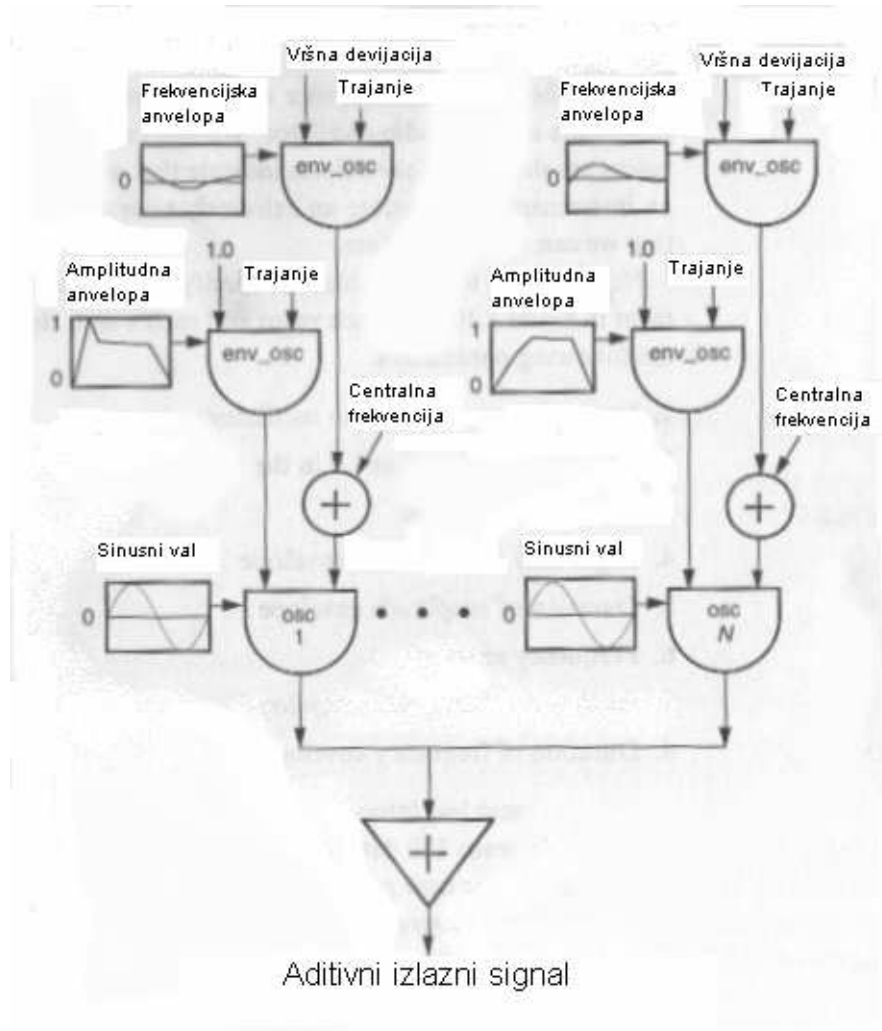 Vršna devijacija
Trajanje
Frekvencijska
anvelopa
0
env_osc
1.0
Amplitudna
anvelopa
Trajanje
1
0
env_osc
Centralna
frekvencija
+
Sinusni val
0
osc
1
• • •
Vršna devijacija
Trajanje
Frekvencijska
anvelopa
0
env_osc
1.0
Amplitudna
anvelopa
Trajanje
1
0
env_osc
Centralna
frekvencija
+
Sinusni val
0
osc
N
+
Aditivni izlazni signal